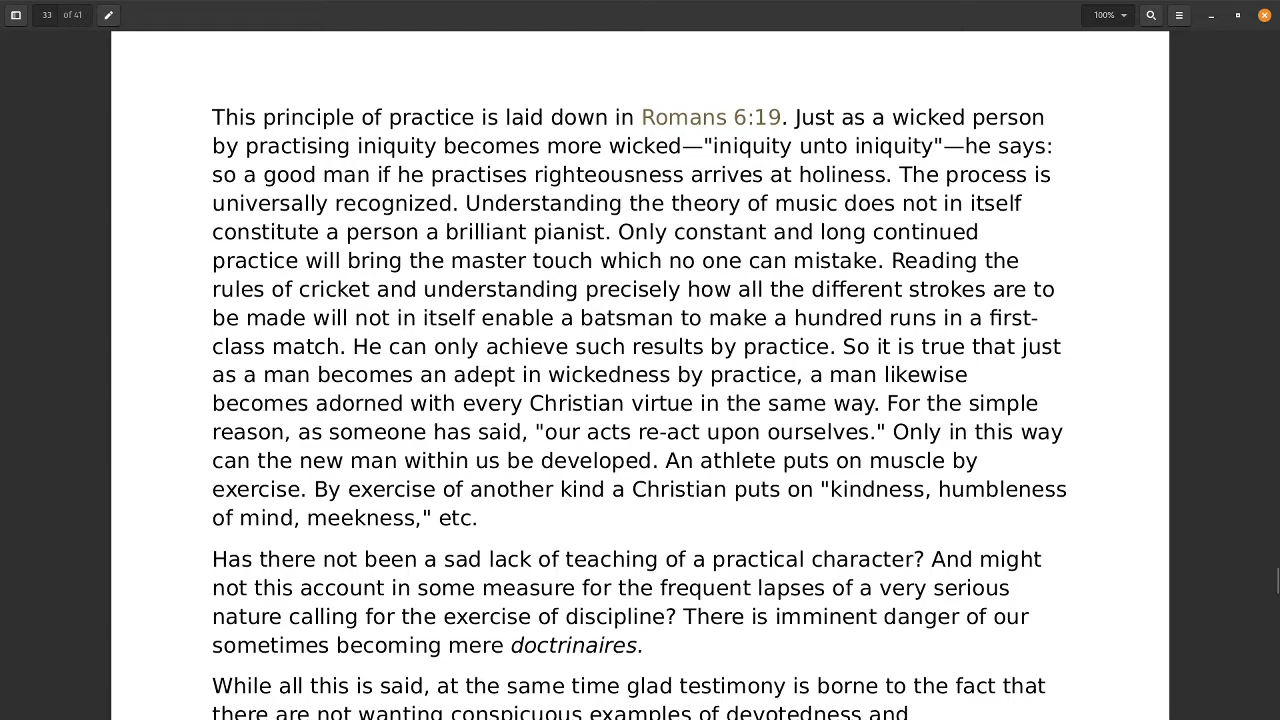 33 of 41
100%
This principle of practice is laid down in Romans 6:19. Just as a wicked person
by practising iniquity becomes more wicked—"iniquity unto iniquity"—he says:
so a good man if he practises righteousness arrives at holiness. The process is
universally recognized. Understanding the theory of music does not in itself
constitute a person a brilliant pianist. Only constant and long continued
practice will bring the master touch which no one can mistake. Reading the
rules of cricket and understanding precisely how all the different strokes are to
be made will not in itself enable a batsman to make a hundred runs in a first-
class match. He can only achieve such results by practice. So it is true that just
as a man becomes an adept in wickedness by practice, a man likewise
becomes adorned with every Christian virtue in the same way. For the simple
reason, as someone has said, "our acts re-act upon ourselves." Only in this way
can the new man within us be developed. An athlete puts on muscle by
exercise. By exercise of another kind a Christian puts on "kindness, humbleness
of mind, meekness," etc.
Has there not been a sad lack of teaching of a practical character? And might
not this account in some measure for the frequent lapses of a very serious
nature calling for the exercise of discipline? There is imminent danger of our
sometimes becoming mere doctrinaires.
While all this is said, at the same time glad testimony is borne to the fact that
there are not wanting conspicuous examples of devotedness and